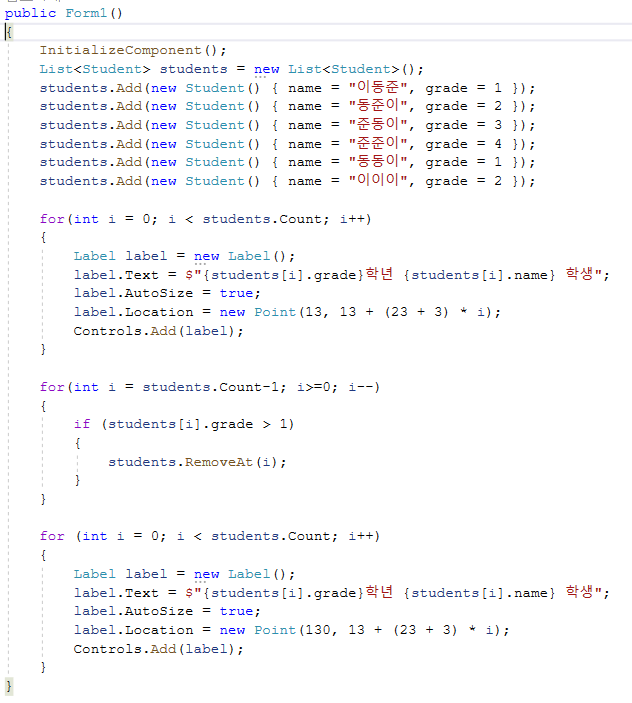 public Form1()
{
    InitializeComponent();
    List<Student> students = new List<Student>();
    students.Add(new Student() { name = "이동준", grade = 1 });
    students.Add(new Student() { name = "동준이", grade = 2 });
    students.Add(new Student() { name = "준동이", grade = 3 });
    students.Add(new Student() { name = "준준이", grade = 4 });
    students.Add(new Student() { name = "동동이", grade = 1 });
    students.Add(new Student() { name = "이이이", grade = 2 });
    for(int i = 0; i < students.Count; i++)
    {
        Label label = new Label();
        label.Text = $"{students[i].grade}학년 {students[i].name} 학생";
        label.AutoSize = true;
        label.Location = new Point(13, 13 + (23 + 3) * i);
        Controls.Add(label);
    }
    for(int i = students.Count-1; i>=0; i--)
    {
        if (students[i].grade > 1)
        {
            students.RemoveAt(i);
        }
    }
    for (int i = 0; i < students.Count; i++)
    {
        Label label = new Label();
        label.Text = $"{students[i].grade}학년 {students[i].name} 학생";
        label.AutoSize = true;
        label.Location = new Point(130, 13 + (23 + 3) * i);
        Controls.Add(label);
    }
}